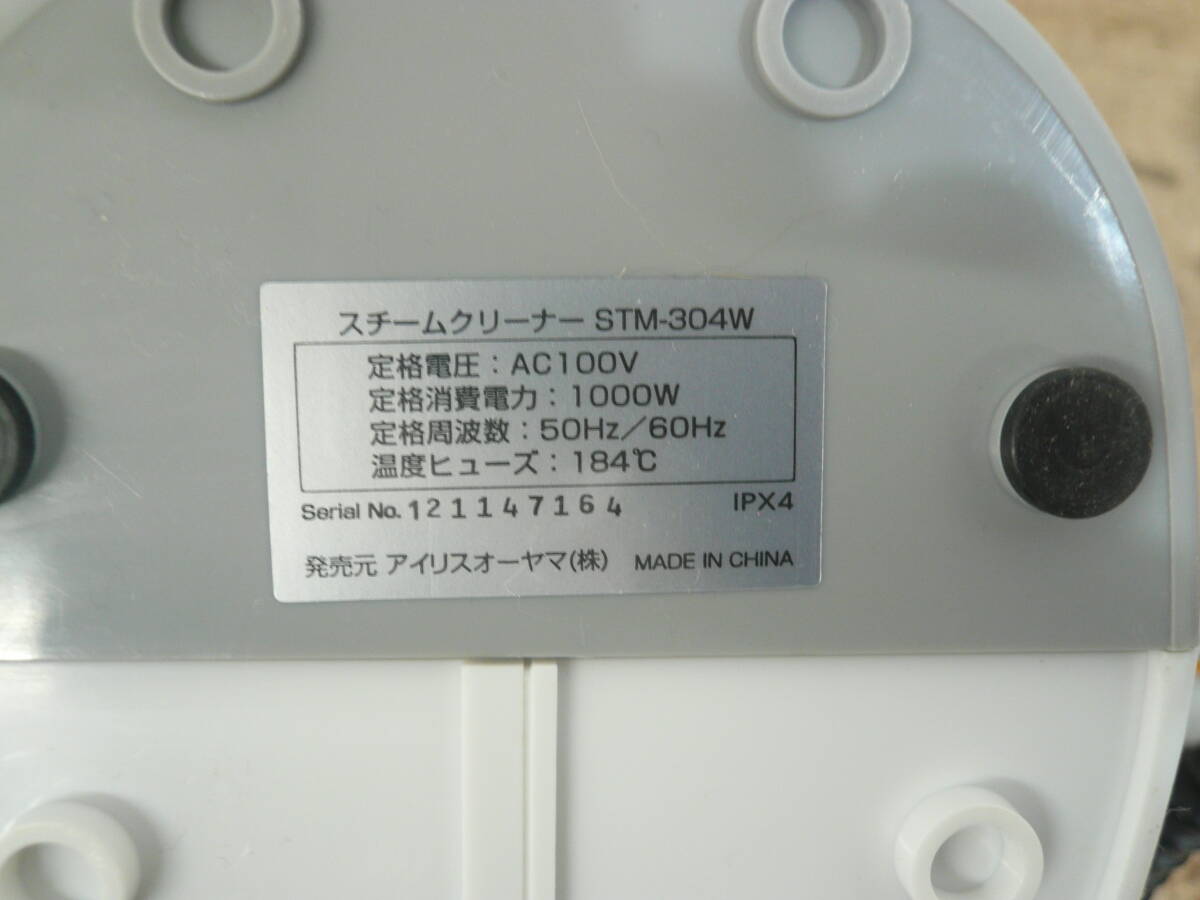 スチームクリーナー STM-304W
定格電圧：AC100V
定格消費電力：1000W
定格周波数：50Hz／60Hz
温度ヒューズ：184℃
Serial No. 121147164 IPX4
発売元 アイリスオーヤマ(株) MADE IN CHINA